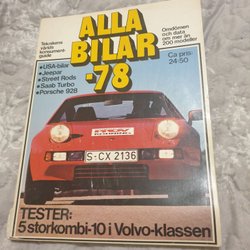 ALLA
BILAR
-78
Teknikens
världs
konsument-
guide
Omdömen
och data
om mer än
200 modeller
•USA-bilar
•Jeepar
•Street Rods
•Saab Turbo
•Porsche 928
Ca pris:
24:50
S-CX 2136
TESTER:
5 storkombi-10 i Volvo-klassen